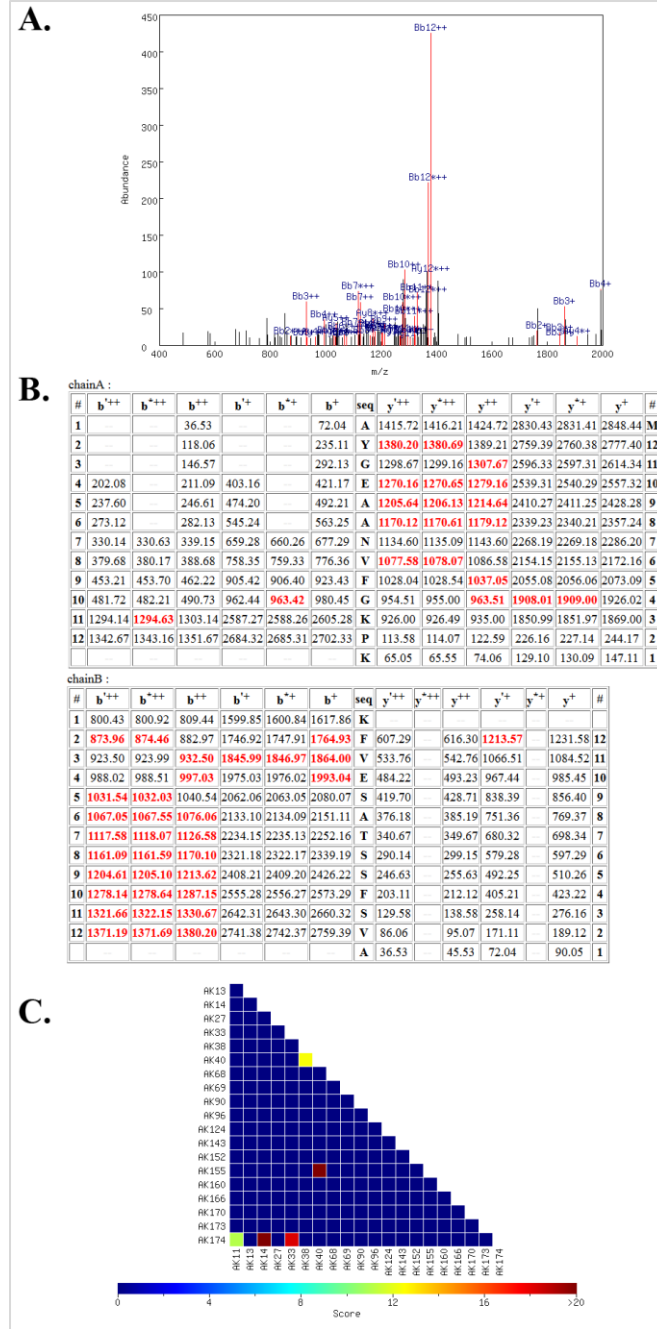 A.
450
400
350
300
250
200
150
100
50
0
Abundance
400 600 800 1000 1200 1400 1600 1800 2000
m/z
Bb12++
Bb12*++
Bb10++
Ay12*++
Bb7*++
Bb7++
Bb10*++
Bb3++
Bb4+
Bb3+
Bb2+
B.
chainA :
# b'++ b*++ b++ b'+ b*+ b+ seq y'++ y*++ y++ y'+ y*+ y+ #
1 --- --- 36.53 --- --- 72.04 A 1415.72 1416.21 1424.72 2830.43 2831.41 2848.44 M
2 --- --- 118.06 --- --- 235.11 Y 1380.20 1380.69 1389.21 2759.39 2760.38 2777.40 12
3 --- --- 146.57 --- --- 292.13 G 1298.67 1299.16 1307.67 2596.33 2597.31 2614.34 11
4 202.08 --- 211.09 403.16 --- 421.17 E 1270.16 1270.65 1279.16 2539.31 2540.29 2557.32 10
5 237.60 --- 246.61 474.20 --- 492.21 A 1205.64 1206.13 1214.64 2410.27 2411.25 2428.28 9
6 273.12 --- 282.13 545.24 --- 563.25 A 1170.12 1170.61 1179.12 2339.23 2340.21 2357.24 8
7 330.14 330.63 339.15 659.28 660.26 677.29 N 1134.60 1135.09 1143.60 2268.19 2269.18 2286.20 7
8 379.68 380.17 388.68 758.35 759.33 776.36 V 1077.58 1078.07 1086.58 2154.15 2155.13 2172.16 6
9 453.21 453.70 462.22 905.42 906.40 923.43 F 1028.04 1028.54 1037.05 2055.08 2056.06 2073.09 5
10 481.72 482.21 490.73 962.44 963.42 980.45 G 954.51 955.00 963.51 1908.01 1909.00 1926.02 4
11 1294.14 1294.63 1303.14 2587.27 2588.26 2605.28 K 926.00 926.49 935.00 1850.99 1851.97 1869.00 3
12 1342.67 1343.16 1351.67 2684.32 2685.31 2702.33 P 113.58 114.07 122.59 226.16 227.14 244.17 2
--- --- --- --- --- --- K 65.05 65.55 74.06 129.10 130.09 147.11 1
chainB :
# b'++ b*++ b++ b'+ b*+ b+ seq y'++ y*++ y++ y'+ y*+ y+ #
1 800.43 800.92 809.44 1599.85 1600.84 1617.86 K --- --- --- --- --- ---
2 873.96 874.46 882.97 1746.92 1747.91 1764.93 F 607.29 --- 616.30 1213.57 --- 1231.58 12
3 923.50 923.99 932.50 1845.99 1846.97 1864.00 V 533.76 --- 542.76 1066.51 --- 1084.52 11
4 988.02 988.51 997.03 1975.03 1976.02 1993.04 E 484.22 --- 493.23 967.44 --- 985.45 10
5 1031.54 1032.03 1040.54 2062.06 2063.05 2080.07 S 419.70 --- 428.71 838.39 --- 856.40 9
6 1067.05 1067.55 1076.06 2133.10 2134.09 2151.11 A 376.18 --- 385.19 751.36 --- 769.37 8
7 1117.58 1118.07 1126.58 2234.15 2235.13 2252.16 T 340.67 --- 349.67 680.32 --- 698.34 7
8 1161.09 1161.59 1170.10 2321.18 2322.17 2339.19 S 290.14 --- 299.15 579.28 --- 597.29 6
9 1204.61 1205.10 1213.62 2408.21 2409.20 2426.22 S 246.63 --- 255.63 492.25 --- 510.26 5
10 1278.14 1278.64 1287.15 2555.28 2556.27 2573.29 F 203.11 --- 212.12 405.21 --- 423.22 4
11 1321.66 1322.15 1330.67 2642.31 2643.30 2660.32 S 129.58 --- 138.58 258.14 --- 276.16 3
12 1371.19 1371.69 1380.20 2741.38 2742.37 2759.39 V 86.06 --- 95.07 171.11 --- 189.12 2
--- --- --- --- --- --- A 36.53 --- 45.53 72.04 --- 90.05 1
C.
AK13
AK14
AK27
AK33
AK38
AK40
AK68
AK69
AK90
AK96
AK124
AK143
AK152
AK155
AK160
AK166
AK170
AK173
AK174
AK11 AK13 AK14 AK27 AK33 AK38 AK40 AK68 AK69 AK90 AK96 AK124 AK143 AK152 AK155 AK160 AK166 AK170 AK173 AK174
0 4 8 12 16 >20
Score